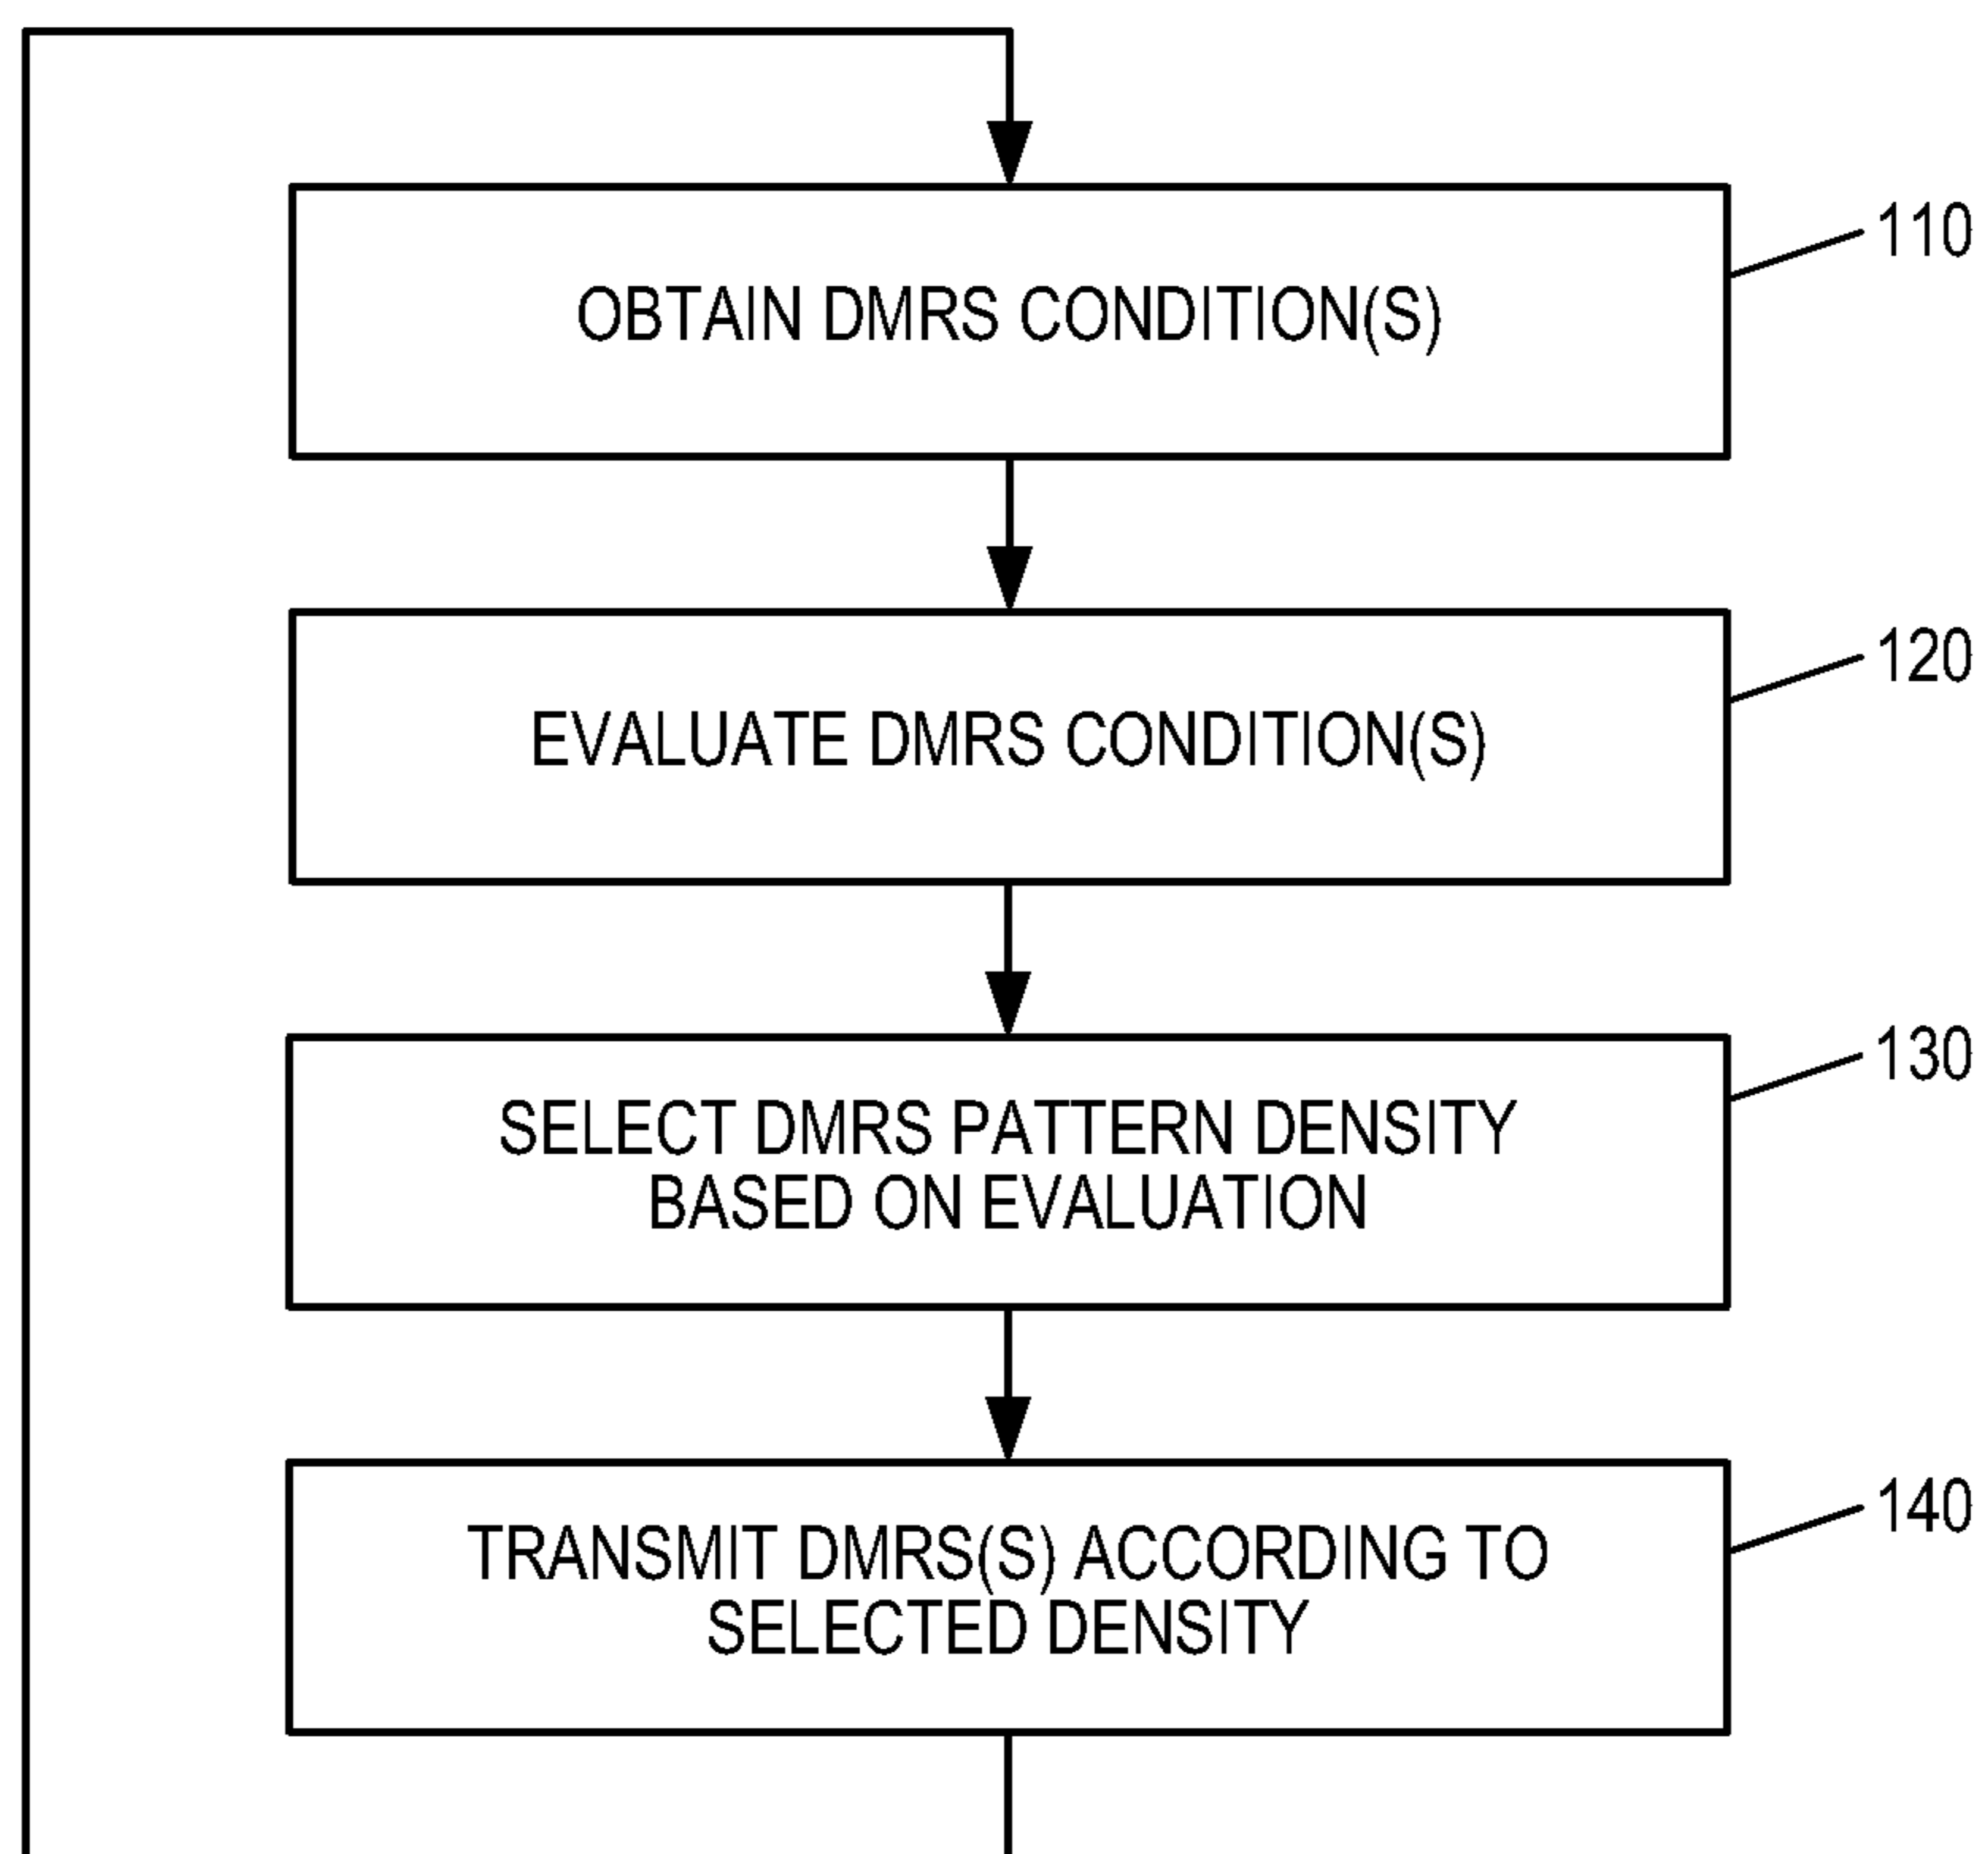 110
OBTAIN DMRS CONDITION(S)
120
EVALUATE DMRS CONDITION(S)
130
SELECT DMRS PATTERN DENSITY
BASED ON EVALUATION
140
TRANSMIT DMRS(S) ACCORDING TO
SELECTED DENSITY